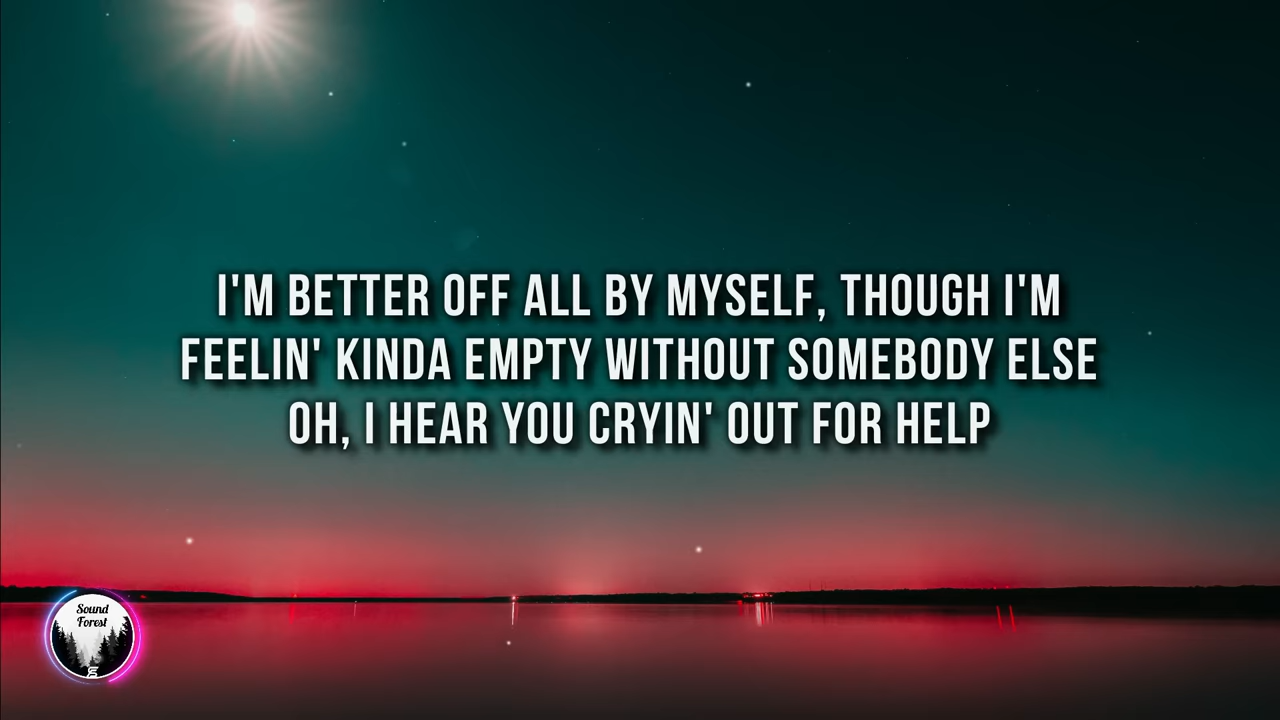 I'M BETTER OFF ALL BY MYSELF, THOUGH I'M
FEELIN' KINDA EMPTY WITHOUT SOMEBODY ELSE
OH, I HEAR YOU CRYIN' OUT FOR HELP
Sound
Forest